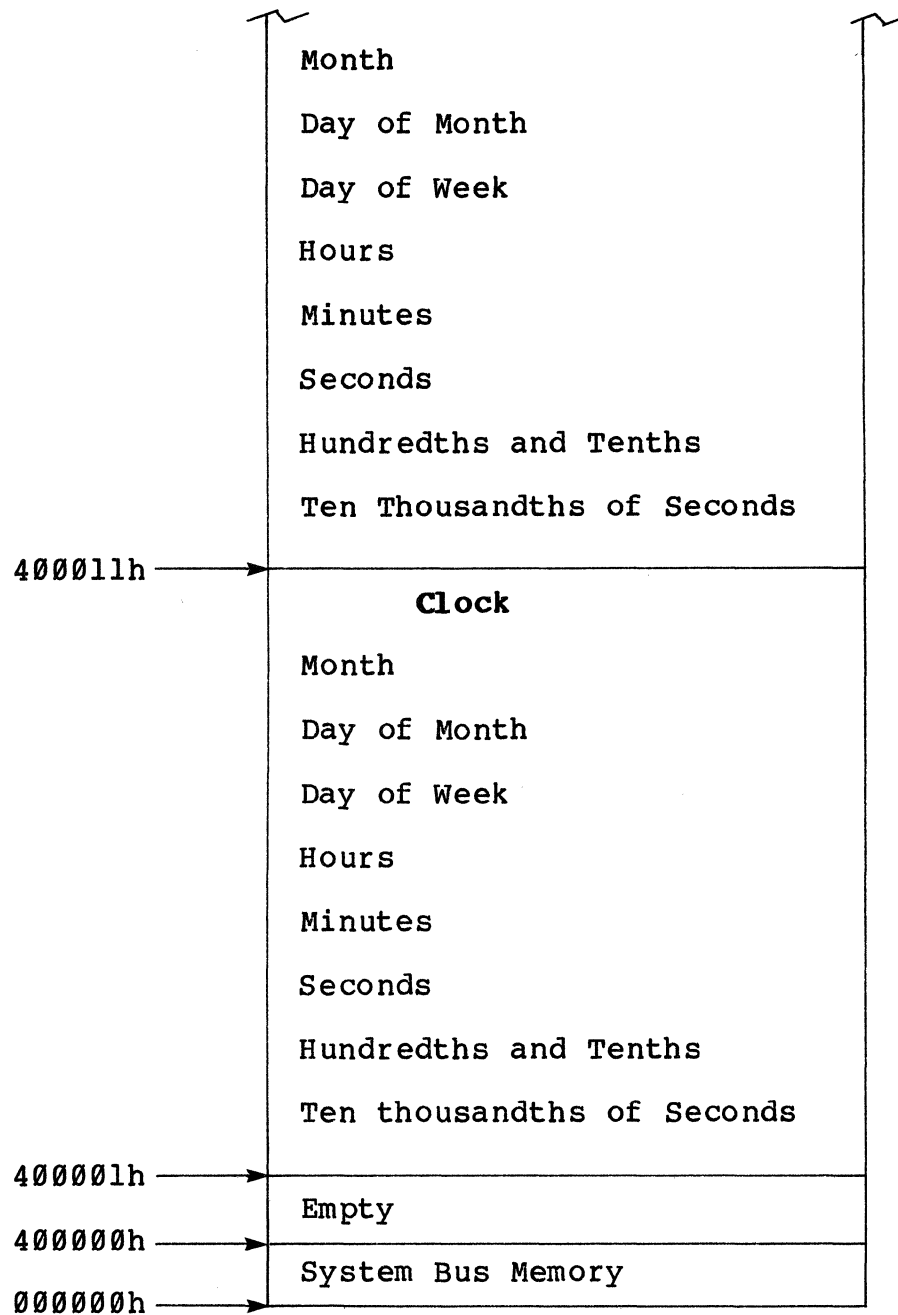 Month
Day of Month
Day of Week
Hours
Minutes
Seconds
Hundredths and Tenths
Ten Thousandths of Seconds
400011h
Clock
Month
Day of Month
Day of Week
Hours
Minutes
Seconds
Hundredths and Tenths
Ten thousandths of Seconds
400001h
Empty
400000h
System Bus Memory
000000h